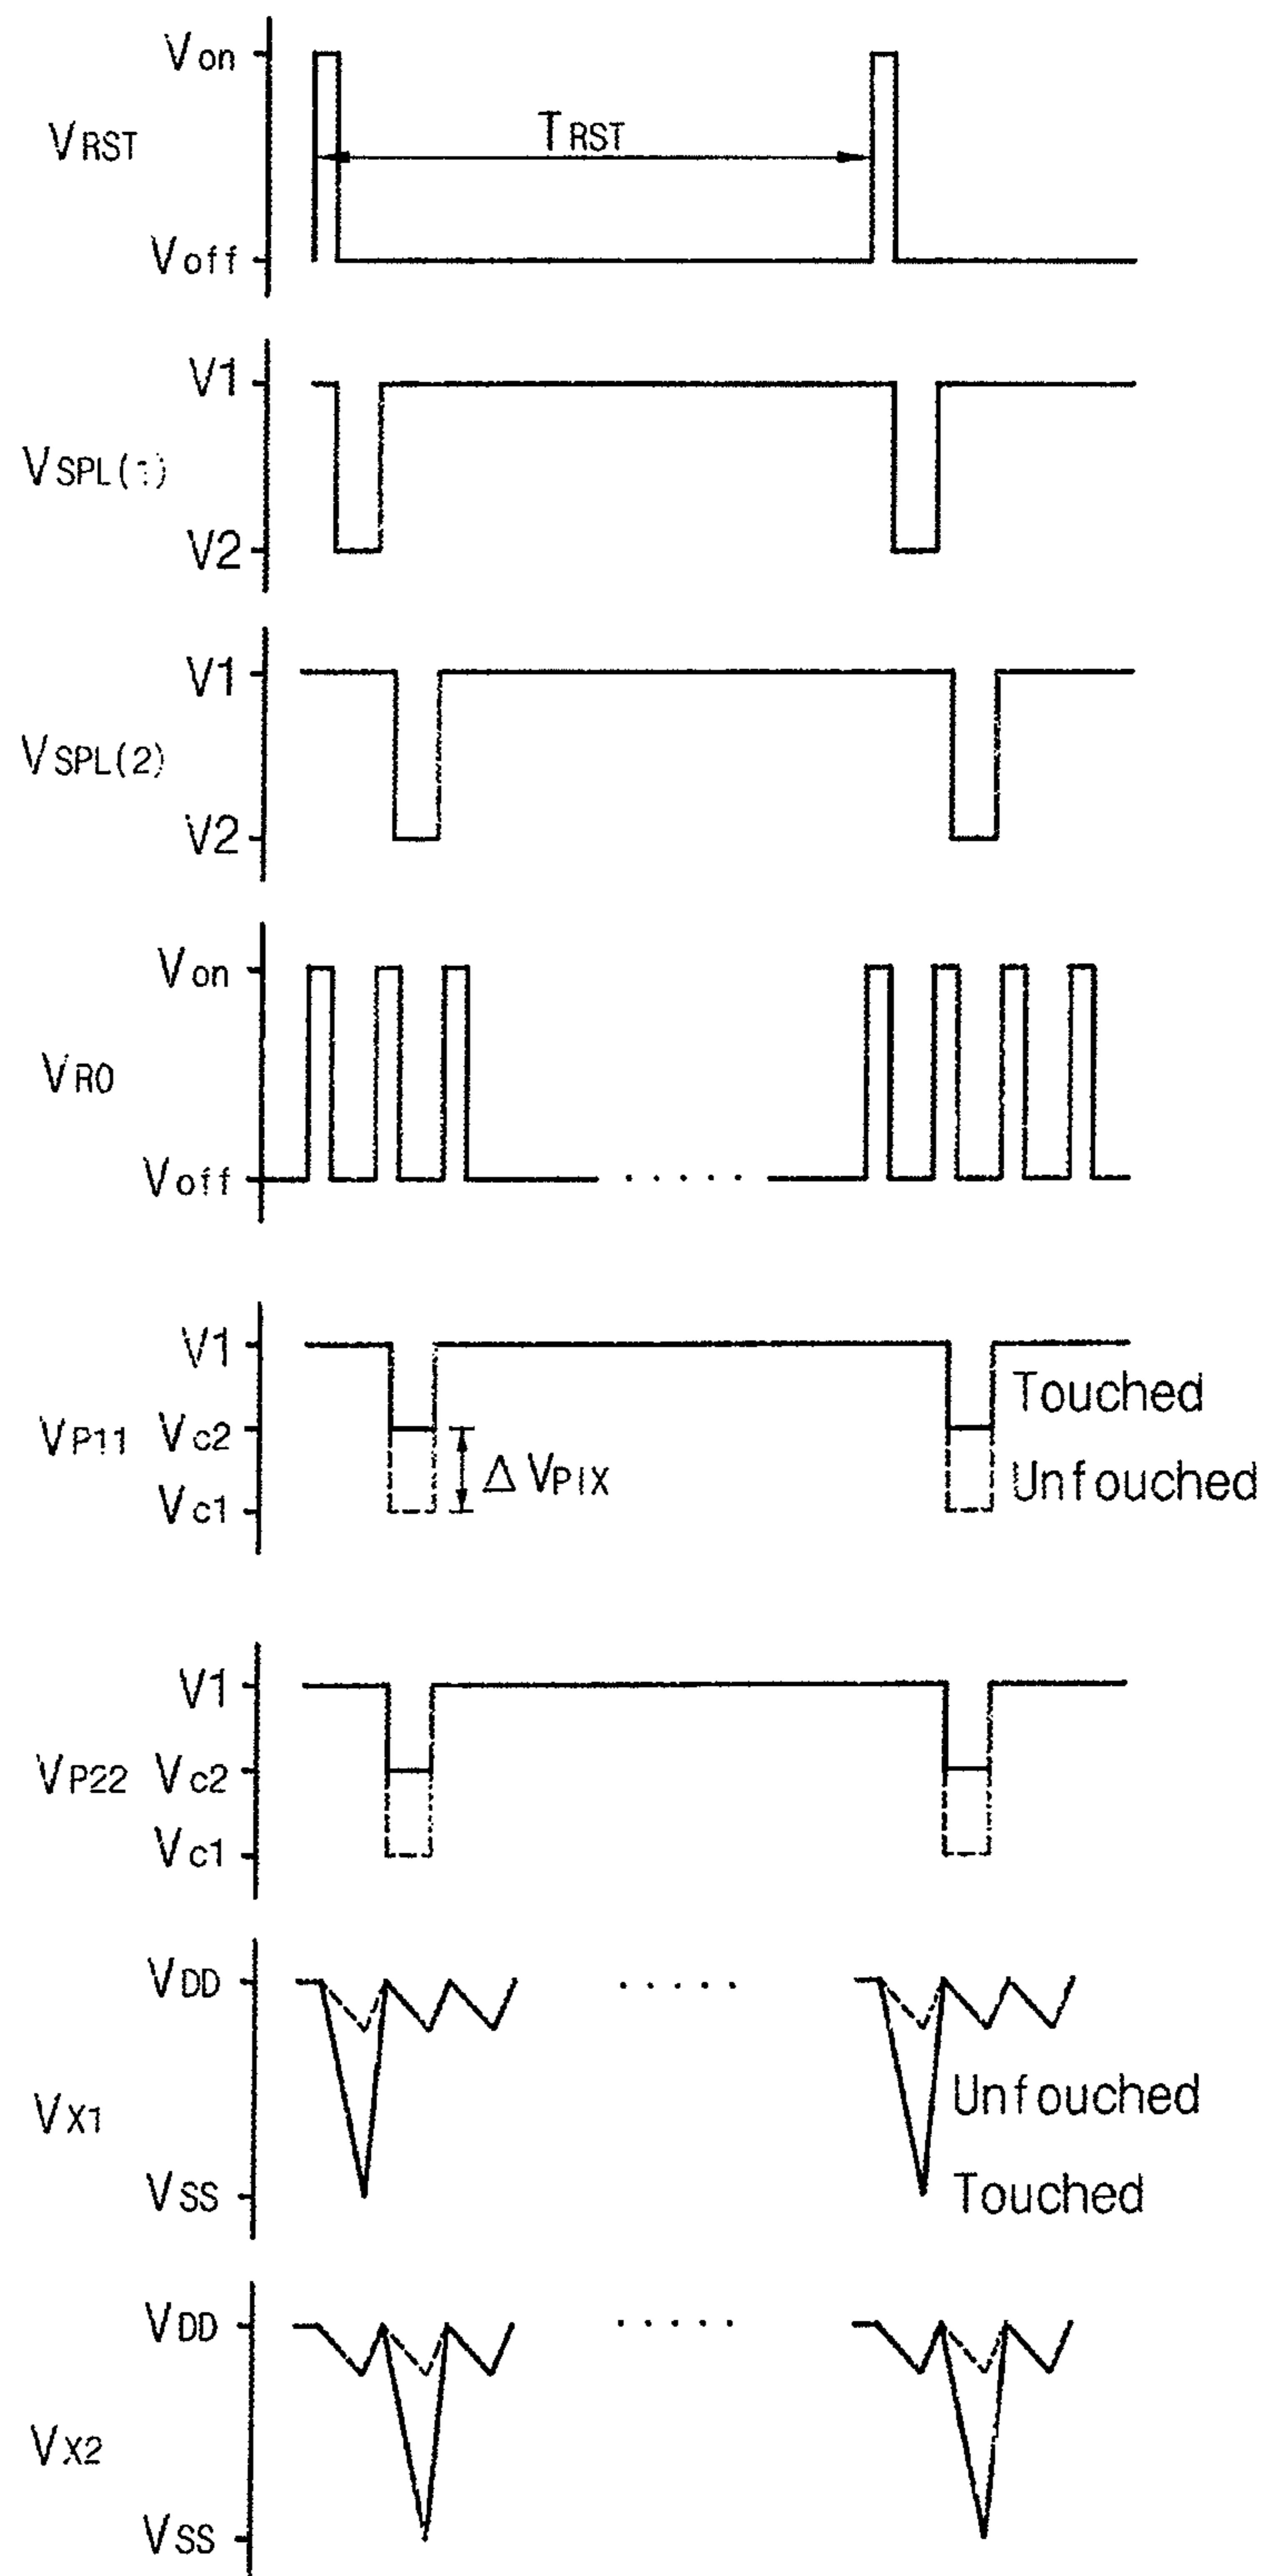 Von
VRST
TRST
Voff
V1
VSPL(1)
V2
V1
VSPL(2)
V2
Von
VRO
Voff
V1
Touched
VP11 Vc2
ΔVPIX
Unfouched
Vc1
V1
VP22 Vc2
Vc1
VDD
VX1
Unfouched
VSS
Touched
VDD
VX2
VSS